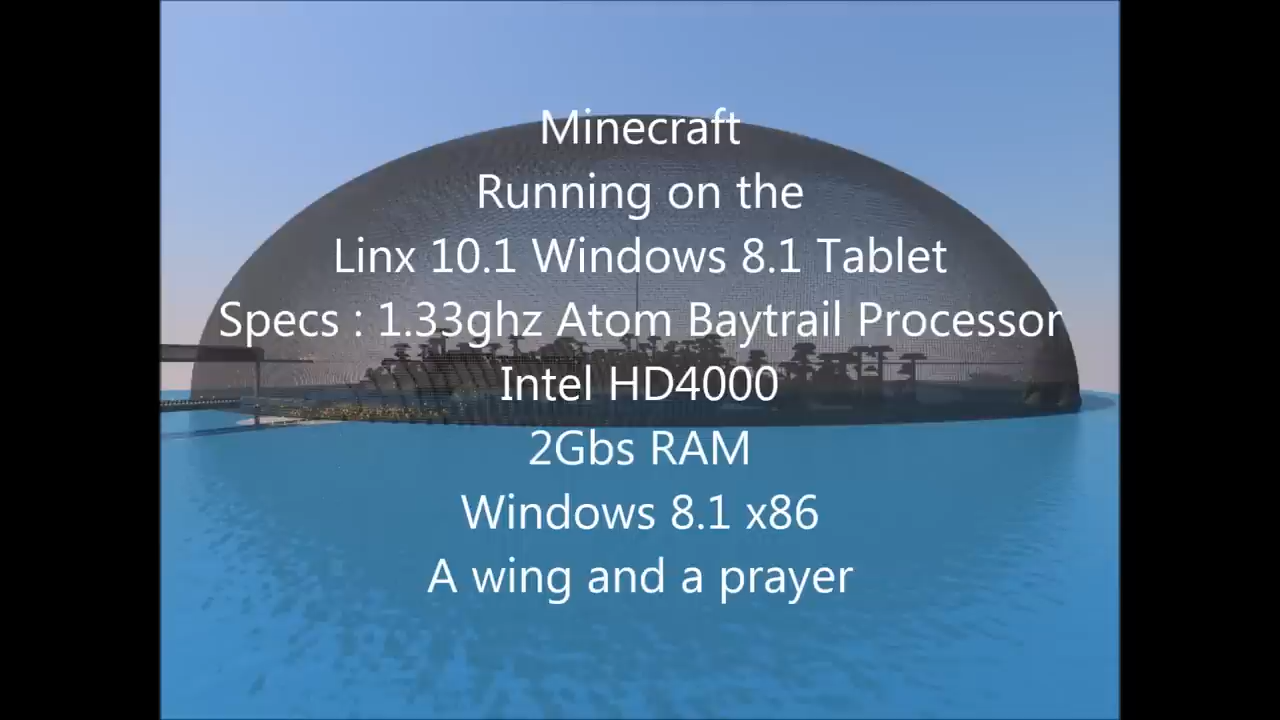 Minecraft
Running on the
Linx 10.1 Windows 8.1 Tablet
Specs : 1.33ghz Atom Baytrail Processor
Intel HD4000
2Gbs RAM
Windows 8.1 x86
A wing and a prayer